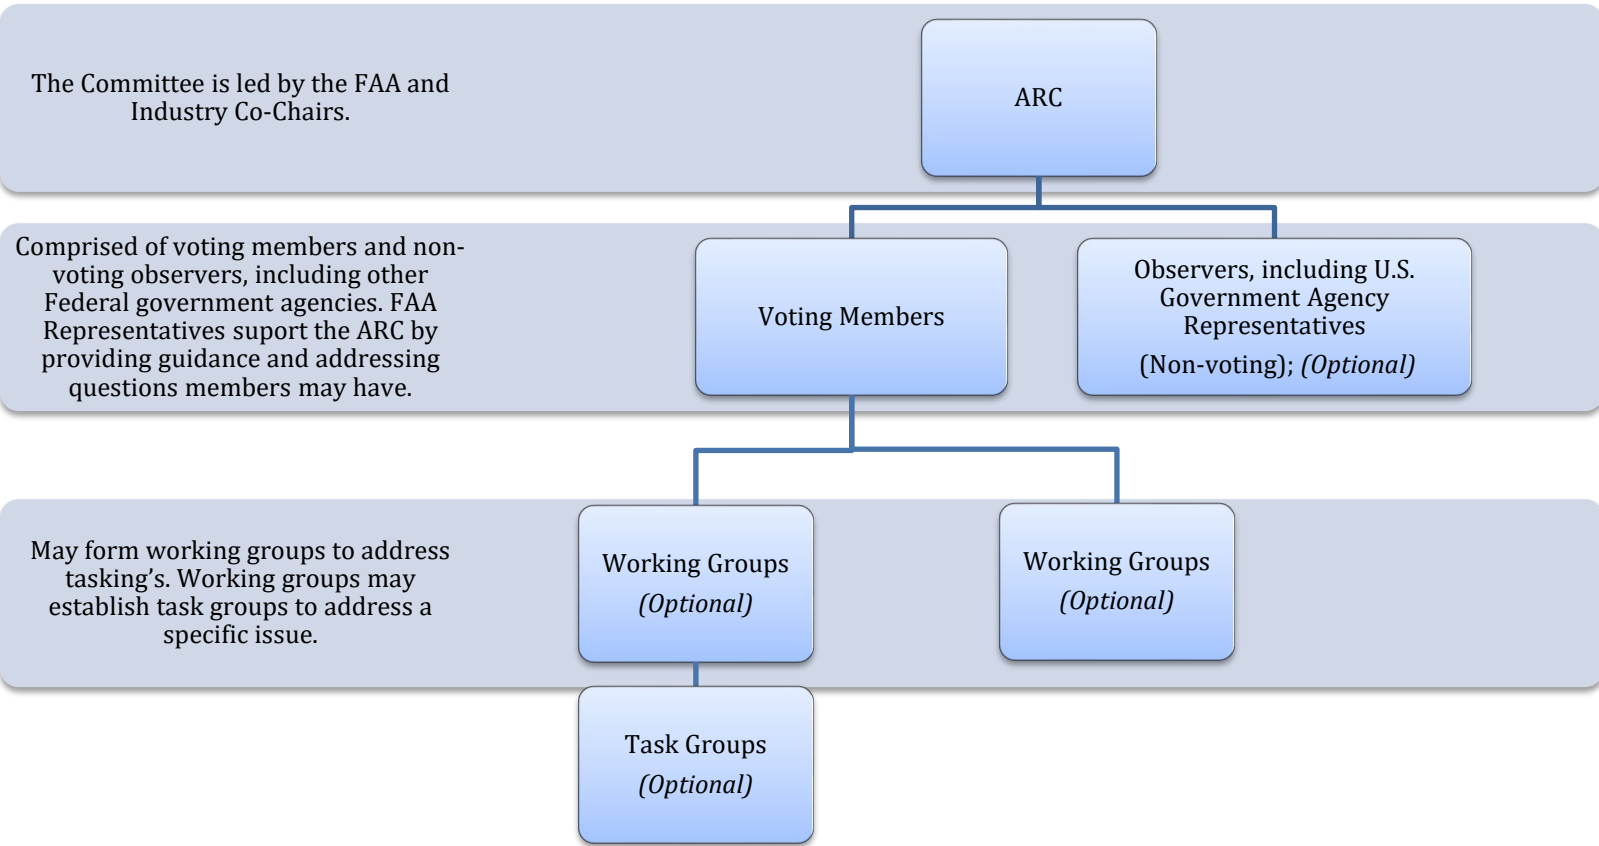 The Committee is led by the FAA and
Industry Co-Chairs.
ARC
Comprised of voting members and non-
voting observers, including other
Federal government agencies. FAA
Representatives suport the ARC by
providing guidance and addressing
questions members may have.
Voting Members
Observers, including U.S.
Government Agency
Representatives
(Non-voting); (Optional)
May form working groups to address
tasking’s. Working groups may
establish task groups to address a
specific issue.
Working Groups
(Optional)
Working Groups
(Optional)
Task Groups
(Optional)